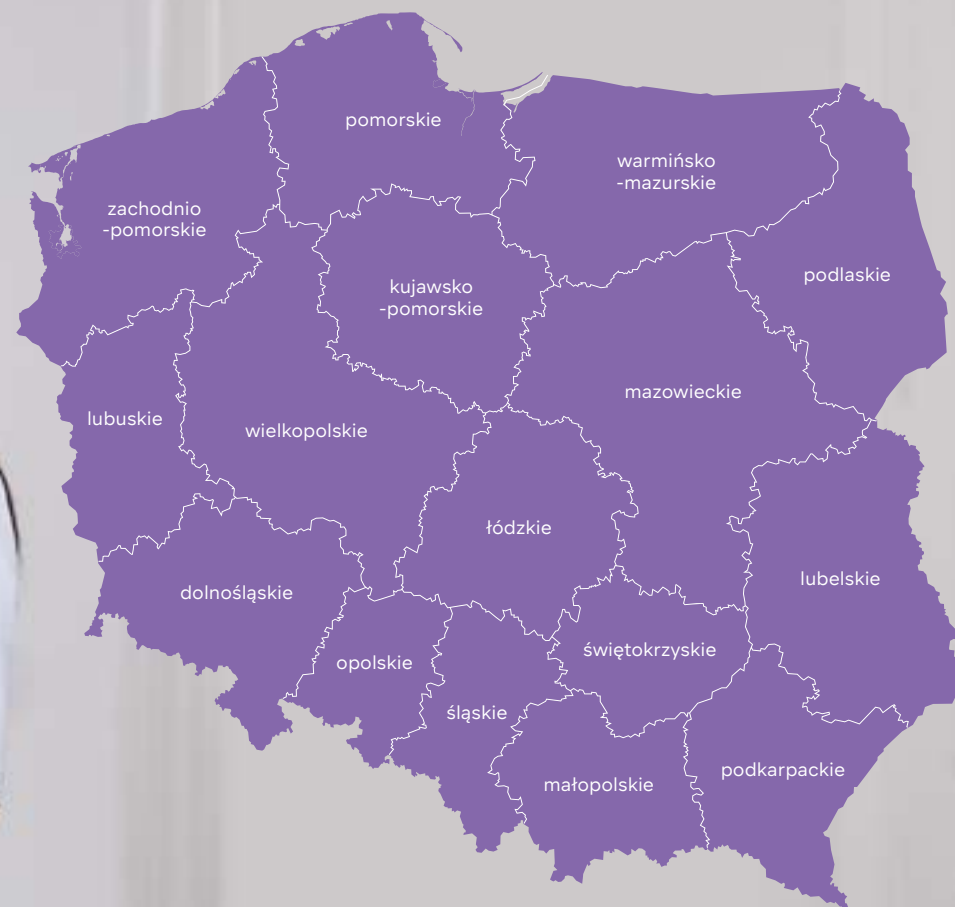 pomorskie
warmińsko
-mazurskie
zachodnio
-pomorskie
podlaskie
kujawsko
-pomorskie
mazowieckie
lubuskie
wielkopolskie
łódzkie
lubelskie
dolnośląskie
świętokrzyskie
opolskie
śląskie
podkarpackie
małopolskie